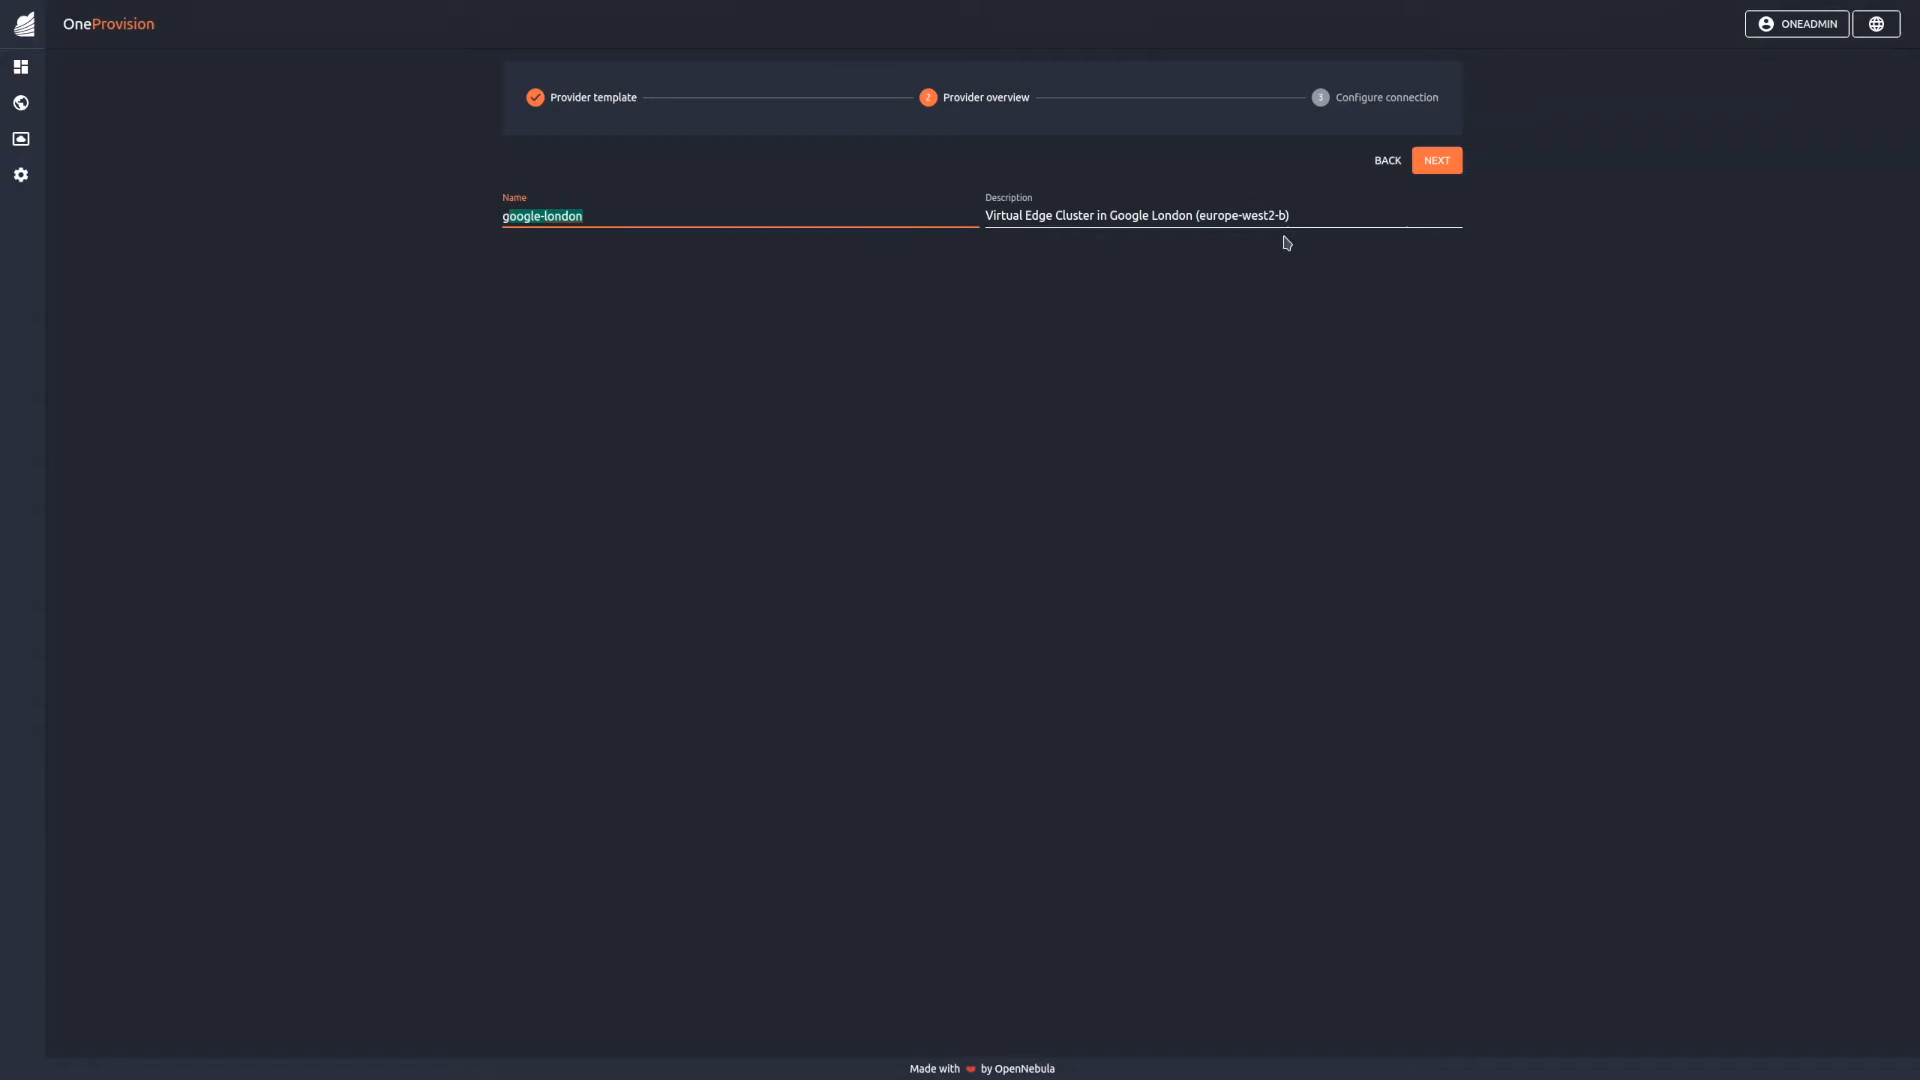 OneProvision
ONEADMIN
Provider template
2
Provider overview
3
Configure connection
BACK
NEXT
Name
google-london
Description
Virtual Edge Cluster in Google London (europe-west2-b)
Made with ❤ by OpenNebula